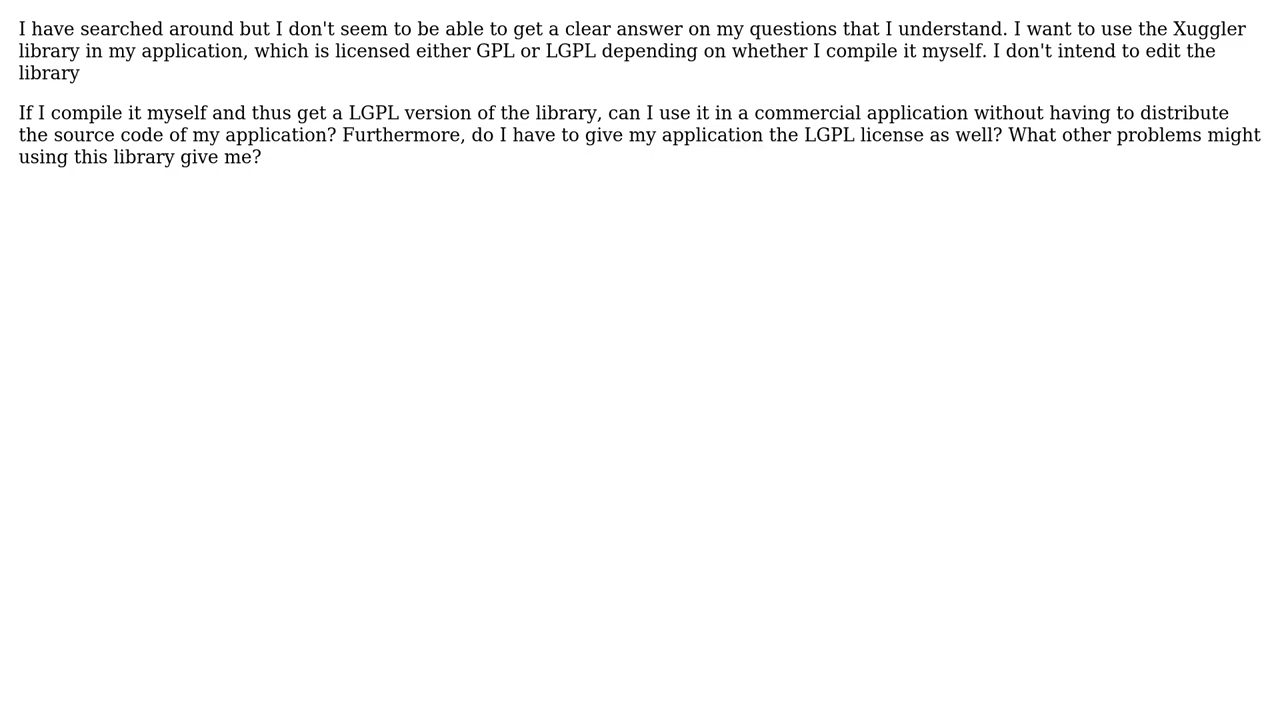 I have searched around but I don't seem to be able to get a clear answer on my questions that I understand. I want to use the Xuggler
library in my application, which is licensed either GPL or LGPL depending on whether I compile it myself. I don't intend to edit the
library
If I compile it myself and thus get a LGPL version of the library, can I use it in a commercial application without having to distribute
the source code of my application? Furthermore, do I have to give my application the LGPL license as well? What other problems might
using this library give me?